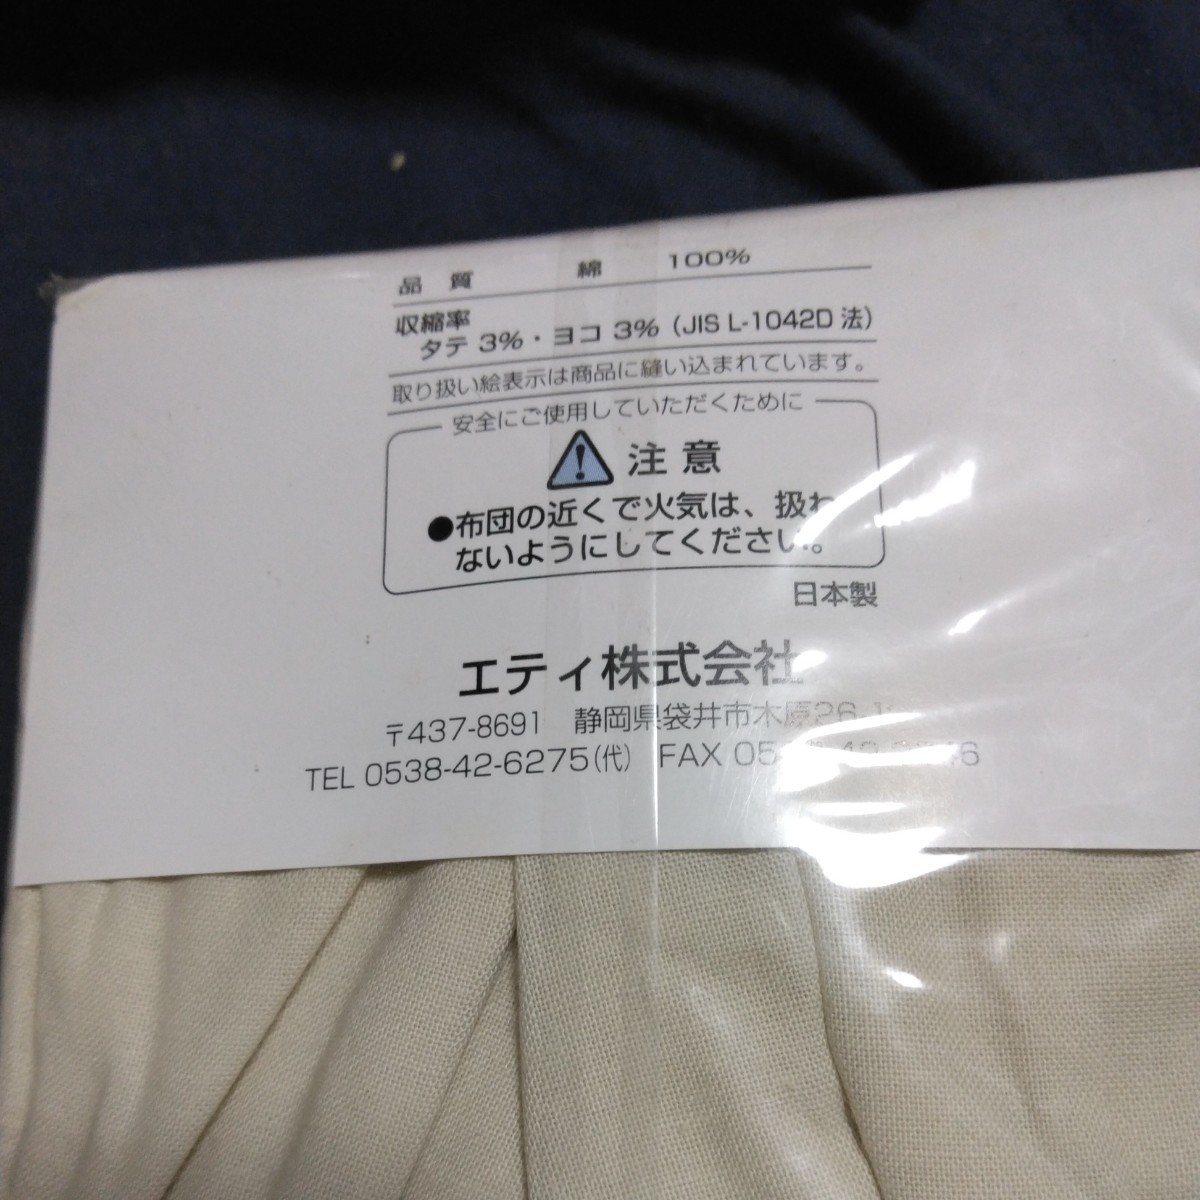 品質 綿 100%
収縮率
タテ 3%・ヨコ 3% (JIS L-1042D 法)
取り扱い絵表示は商品に縫い込まれています。
安全にご使用していただくために
注意
●布団の近くで火気は、扱わ
ないようにしてください。
日本製
エティ株式会社
〒437-8691 静岡県袋井市木原
TEL 0538-42-6275(代) FAX